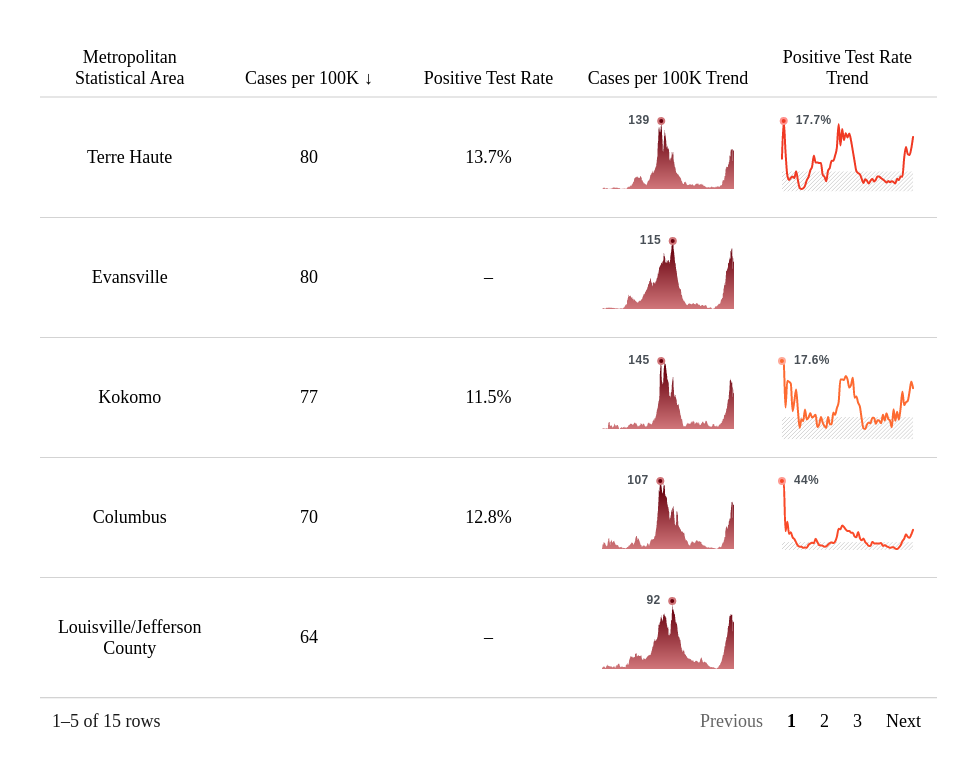 Metropolitan
Statistical Area
Cases per 100K ↓
Positive Test Rate
Cases per 100K Trend
Positive Test Rate
Trend
Terre Haute 80 13.7% 139 17.7%
Evansville 80 – 115
Kokomo 77 11.5% 145 17.6%
Columbus 70 12.8% 107 44%
Louisville/Jefferson
County
64 – 92
1–5 of 15 rows
Previous 1 2 3 Next